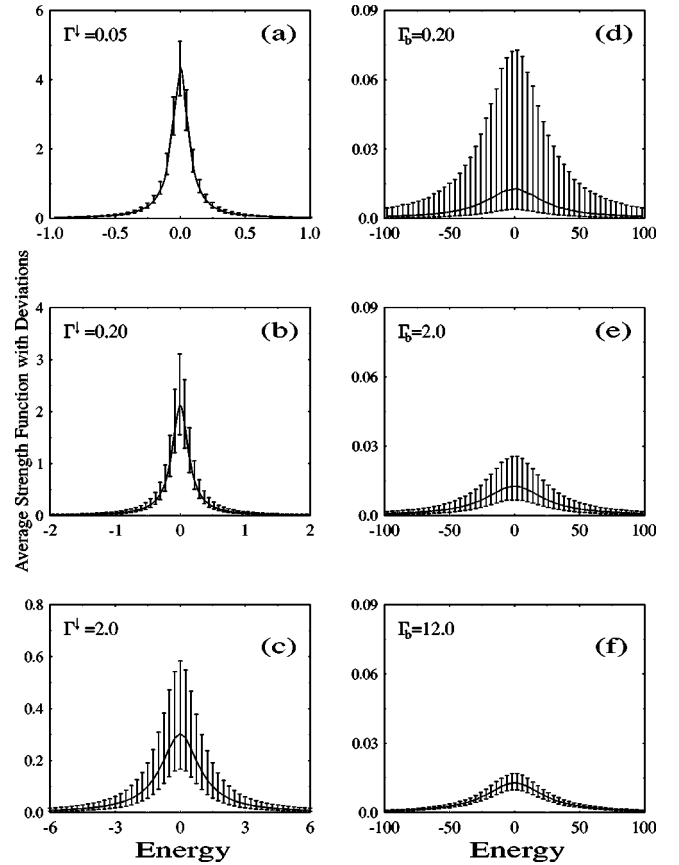 Average Strength Function with Deviations
Γ↓ =0.05
(a)
6
4
2
0
-1.0 -0.5 0.0 0.5 1.0
Γb=0.20
(d)
0.09
0.06
0.03
0.0
-100 -50 0 50 100
Γ↓ =0.20
(b)
4
3
2
1
0
-2 -1 0 1 2
Γb=2.0
(e)
0.09
0.06
0.03
0.0
-100 -50 0 50 100
Γ↓ =2.0
(c)
0.8
0.6
0.4
0.2
0.0
-6 -3 0 3 6
Energy
Γb=12.0
(f)
0.09
0.06
0.03
0.0
-100 -50 0 50 100
Energy